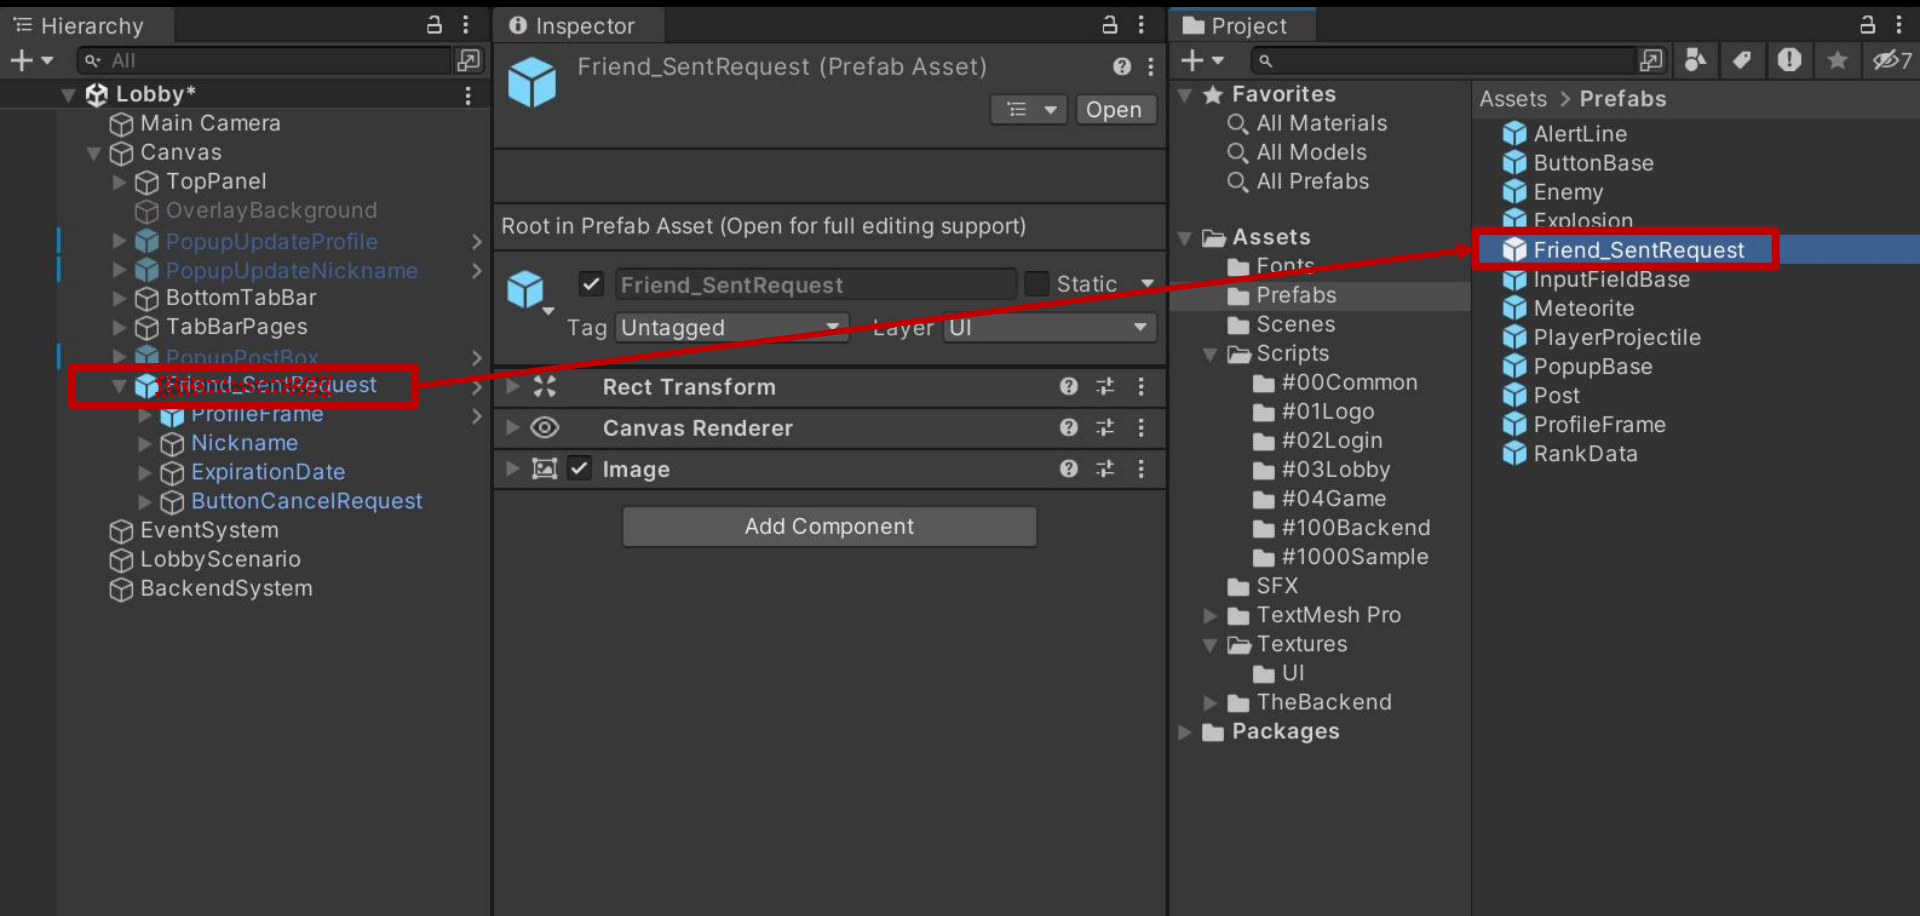 Hierarchy
All
Lobby*
Main Camera
Canvas
TopPanel
OverlayBackground
PopupUpdateProfile
PopupUpdateNickname
BottomTabBar
TabBarPages
PopupPostBox
Friend_SentRequest
ProfileFrame
Nickname
ExpirationDate
ButtonCancelRequest
EventSystem
LobbyScenario
BackendSystem
Inspector
Friend_SentRequest (Prefab Asset)
Open
Root in Prefab Asset (Open for full editing support)
Friend_SentRequest
Static
Tag Untagged
Layer UI
Rect Transform
Canvas Renderer
Image
Add Component
Project
7
Favorites
All Materials
All Models
All Prefabs
Assets
Fonts
Prefabs
Scenes
Scripts
#00Common
#01Logo
#02Login
#03Lobby
#04Game
#100Backend
#1000Sample
SFX
TextMesh Pro
Textures
UI
TheBackend
Packages
Assets > Prefabs
AlertLine
ButtonBase
Enemy
Explosion
Friend_SentRequest
InputFieldBase
Meteorite
PlayerProjectile
PopupBase
Post
ProfileFrame
RankData